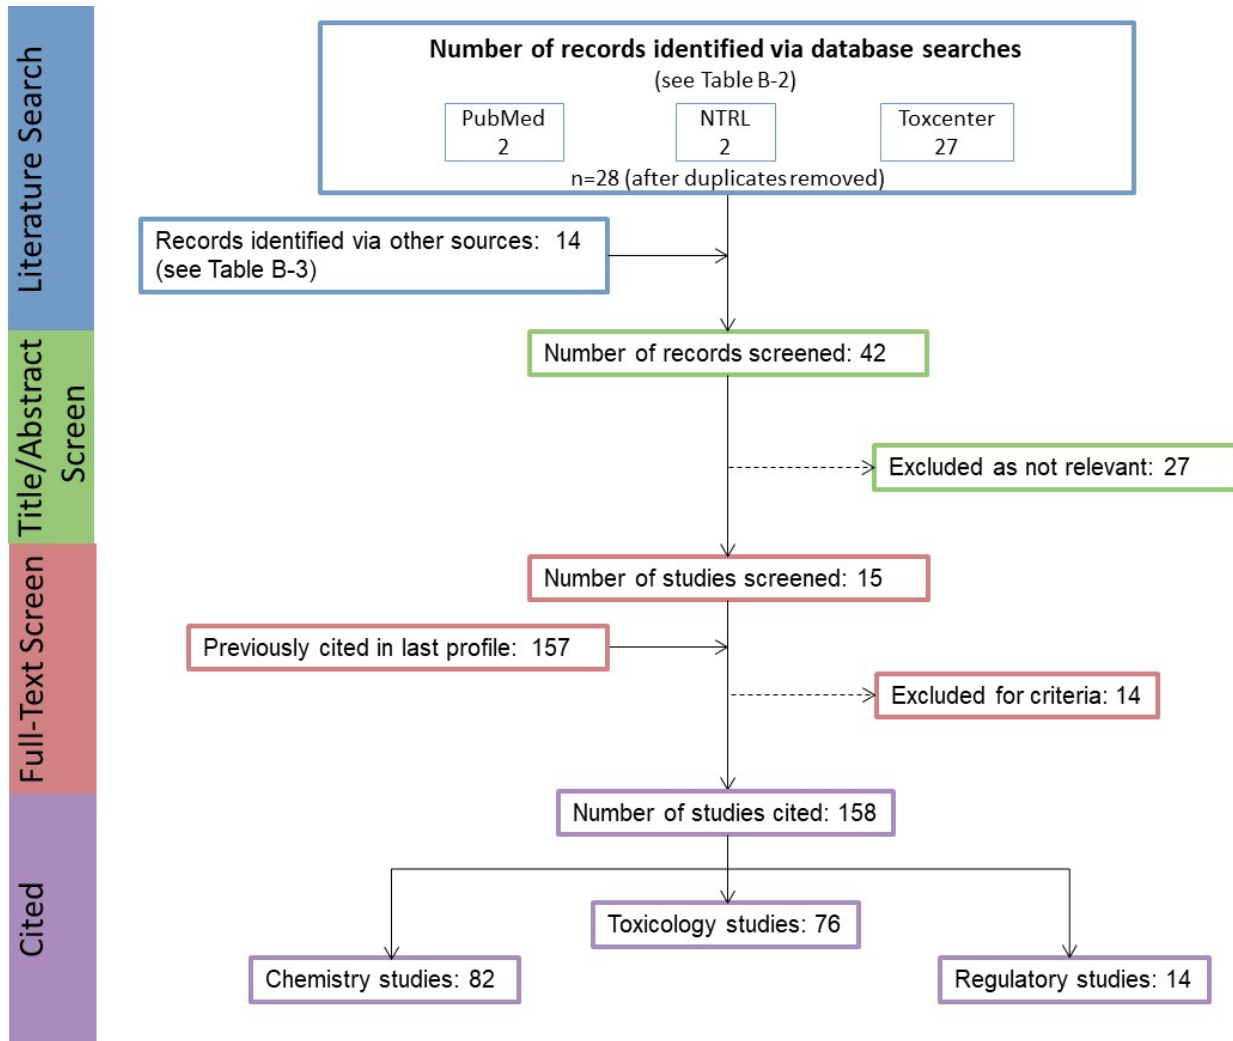 Literature Search
Number of records identified via database searches
(see Table B-2)
PubMed
2
NTRL
2
Toxcenter
27
n=28 (after duplicates removed)
Records identified via other sources: 14
(see Table B-3)
Title/Abstract
Screen
Number of records screened: 42
Excluded as not relevant: 27
Full-Text Screen
Number of studies screened: 15
Previously cited in last profile: 157
Excluded for criteria: 14
Cited
Number of studies cited: 158
Toxicology studies: 76
Chemistry studies: 82
Regulatory studies: 14